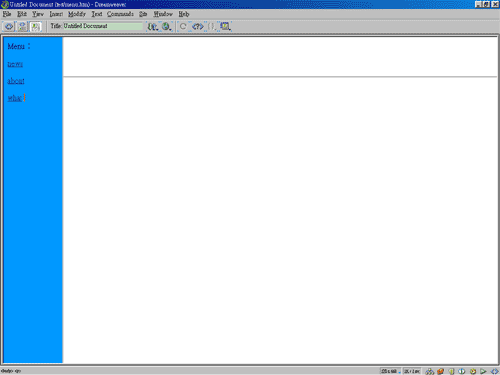 Untitled Document (test/menu.htm) - Dreamweaver
File Edit View Insert Modify Text Commands Site Window Help
Title: Untitled Document
Menu :
news
about
what